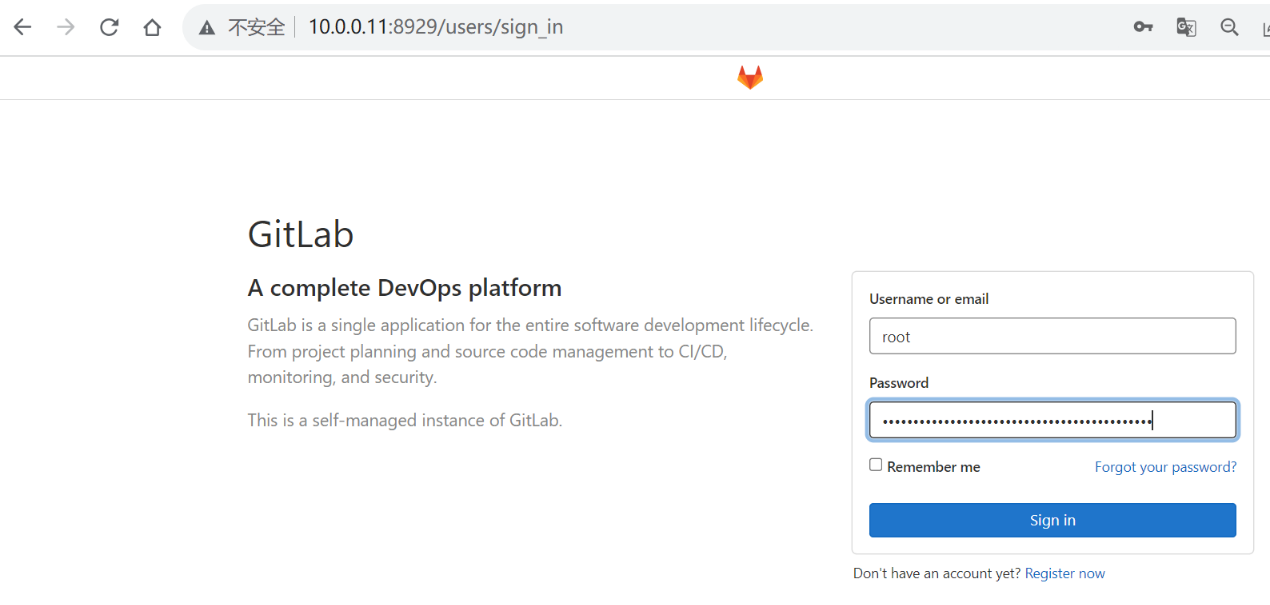 不安全 10.0.0.11:8929/users/sign_in
GitLab
A complete DevOps platform
GitLab is a single application for the entire software development lifecycle.
From project planning and source code management to CI/CD,
monitoring, and security.
This is a self-managed instance of GitLab.
Username or email
root
Password
Remember me
Forgot your password?
Sign in
Don't have an account yet? Register now